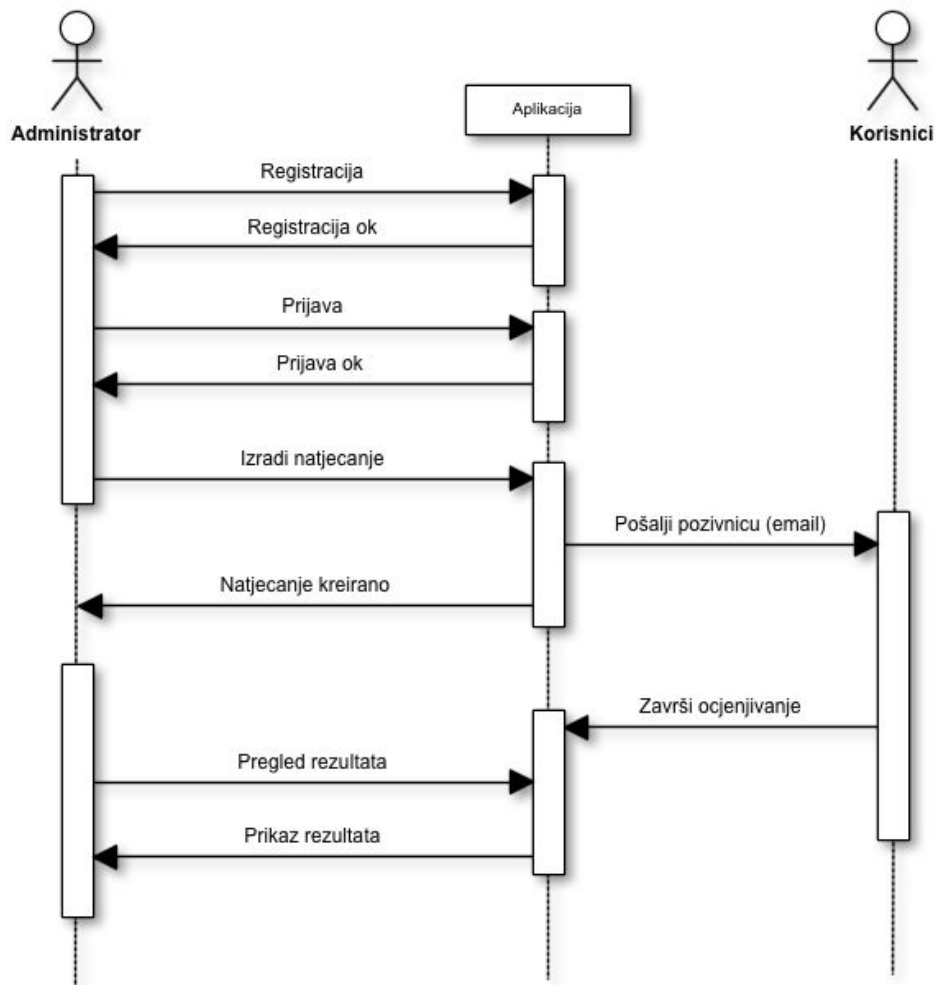 Aplikacija
Administrator
Korisnici
Registracija
Registracija ok
Prijava
Prijava ok
Izradi natjecanje
Pošalji pozivnicu (email)
Natjecanje kreirano
Završi ocjenjivanje
Pregled rezultata
Prikaz rezultata